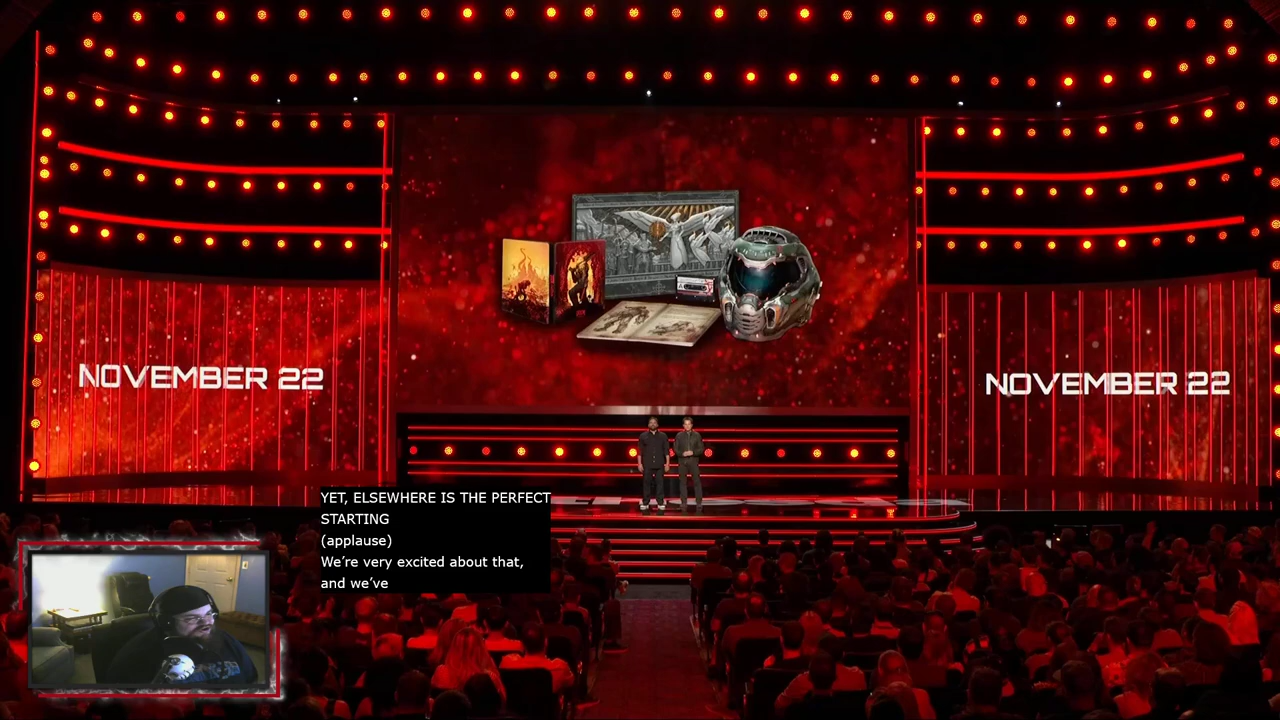 NOVEMBER 22
NOVEMBER 22
YET, ELSEWHERE IS THE PERFECT
STARTING
(applause)
We’re very excited about that,
and we’ve